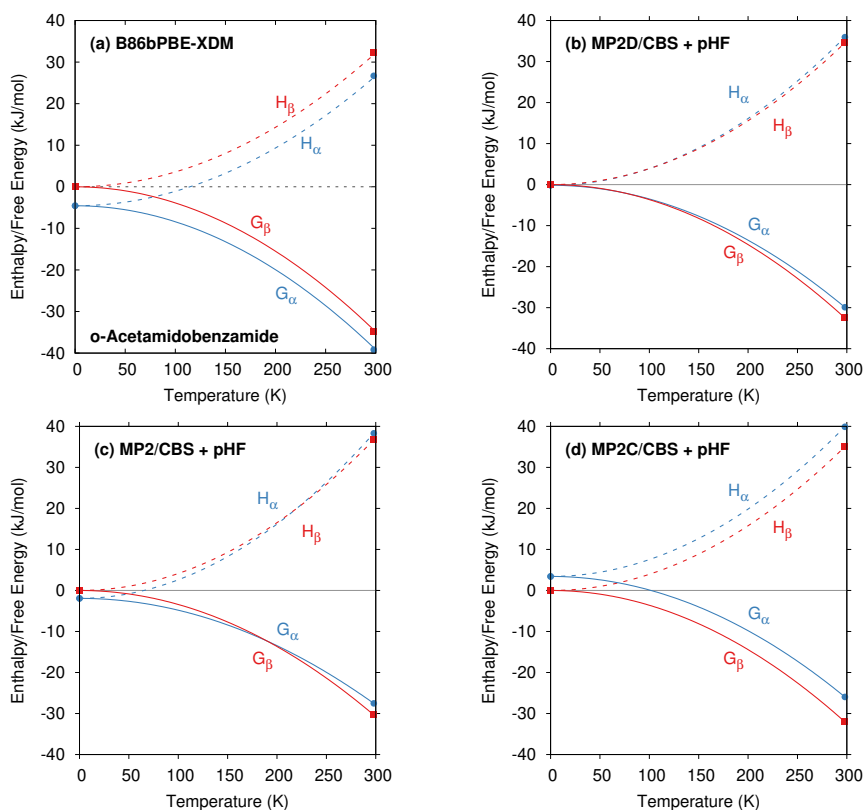 (a) B86bPBE-XDM
Enthalpy/Free Energy (kJ/mol)
40
30
20
10
0
-10
-20
-30
-40
Hβ
Hα
Gβ
Gα
o-Acetamidobenzamide
0 50 100 150 200 250 300
Temperature (K)
(b) MP2D/CBS + pHF
Enthalpy/Free Energy (kJ/mol)
40
30
20
10
0
-10
-20
-30
-40
Hα
Hβ
Gα
Gβ
0 50 100 150 200 250 300
Temperature (K)
(c) MP2/CBS + pHF
Enthalpy/Free Energy (kJ/mol)
40
30
20
10
0
-10
-20
-30
-40
Hα
Hβ
Gα
Gβ
0 50 100 150 200 250 300
Temperature (K)
(d) MP2C/CBS + pHF
Enthalpy/Free Energy (kJ/mol)
40
30
20
10
0
-10
-20
-30
-40
Hα
Hβ
Gα
Gβ
0 50 100 150 200 250 300
Temperature (K)